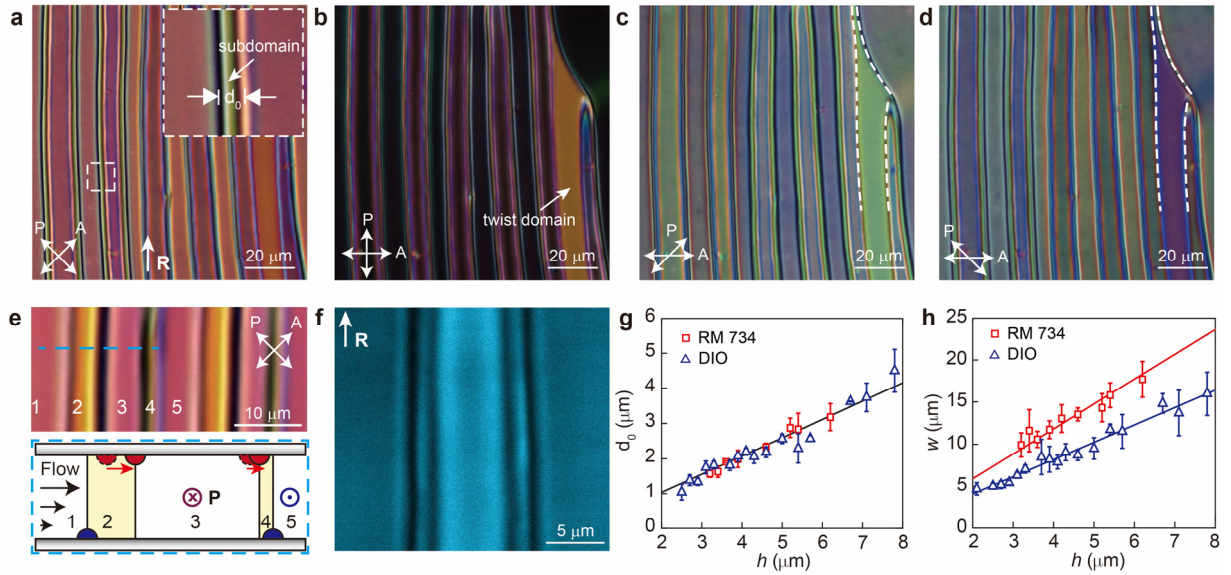 a
subdomain
d₀
P
A
R
20 μm
b
twist domain
P
A
20 μm
c
P
A
20 μm
d
P
A
20 μm
e
P
A
1
2
3
4
5
10 μm
Flow
P
1
2
3
4
5
f
R
5 μm
g
RM 734
DIO
d₀ (μm)
6
5
4
3
2
1
0
2 3 4 5 6 7 8
h (μm)
h
RM 734
DIO
w (μm)
25
20
15
10
5
0
2 3 4 5 6 7 8
h (μm)